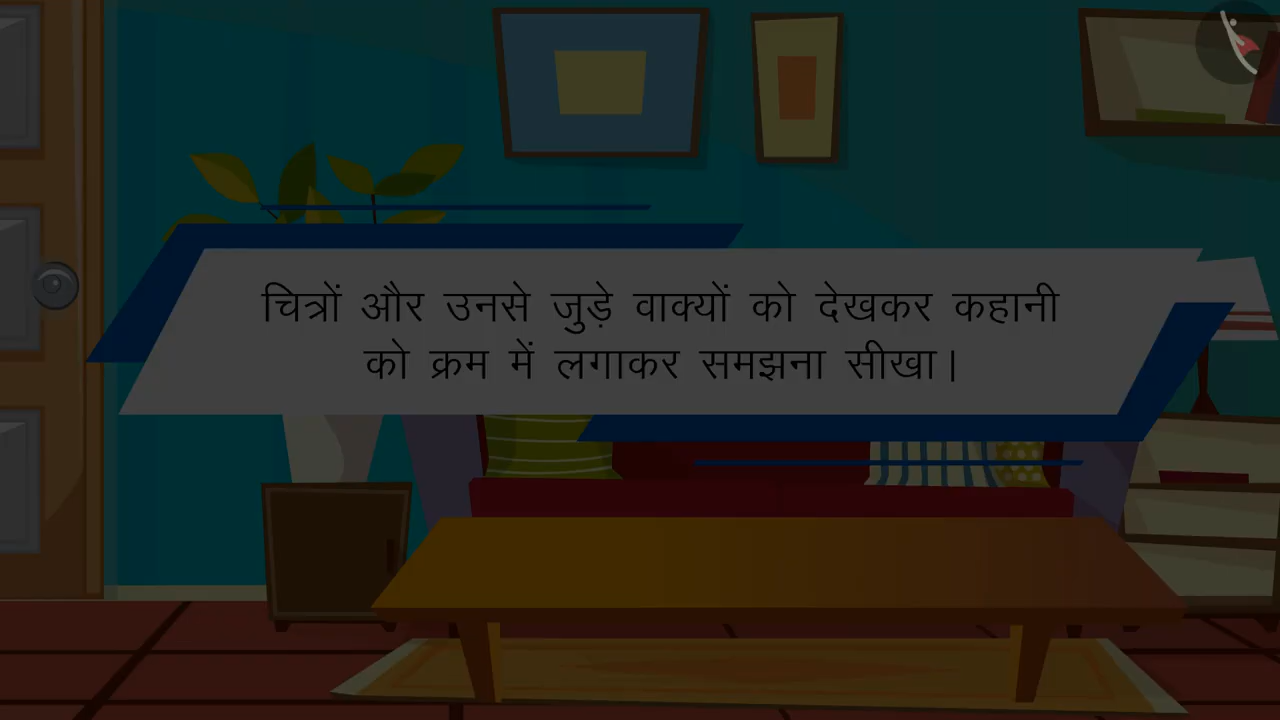 चित्रों और उनसे जुड़े वाक्यों को देखकर कहानी
को क्रम में लगाकर समझना सीखा।